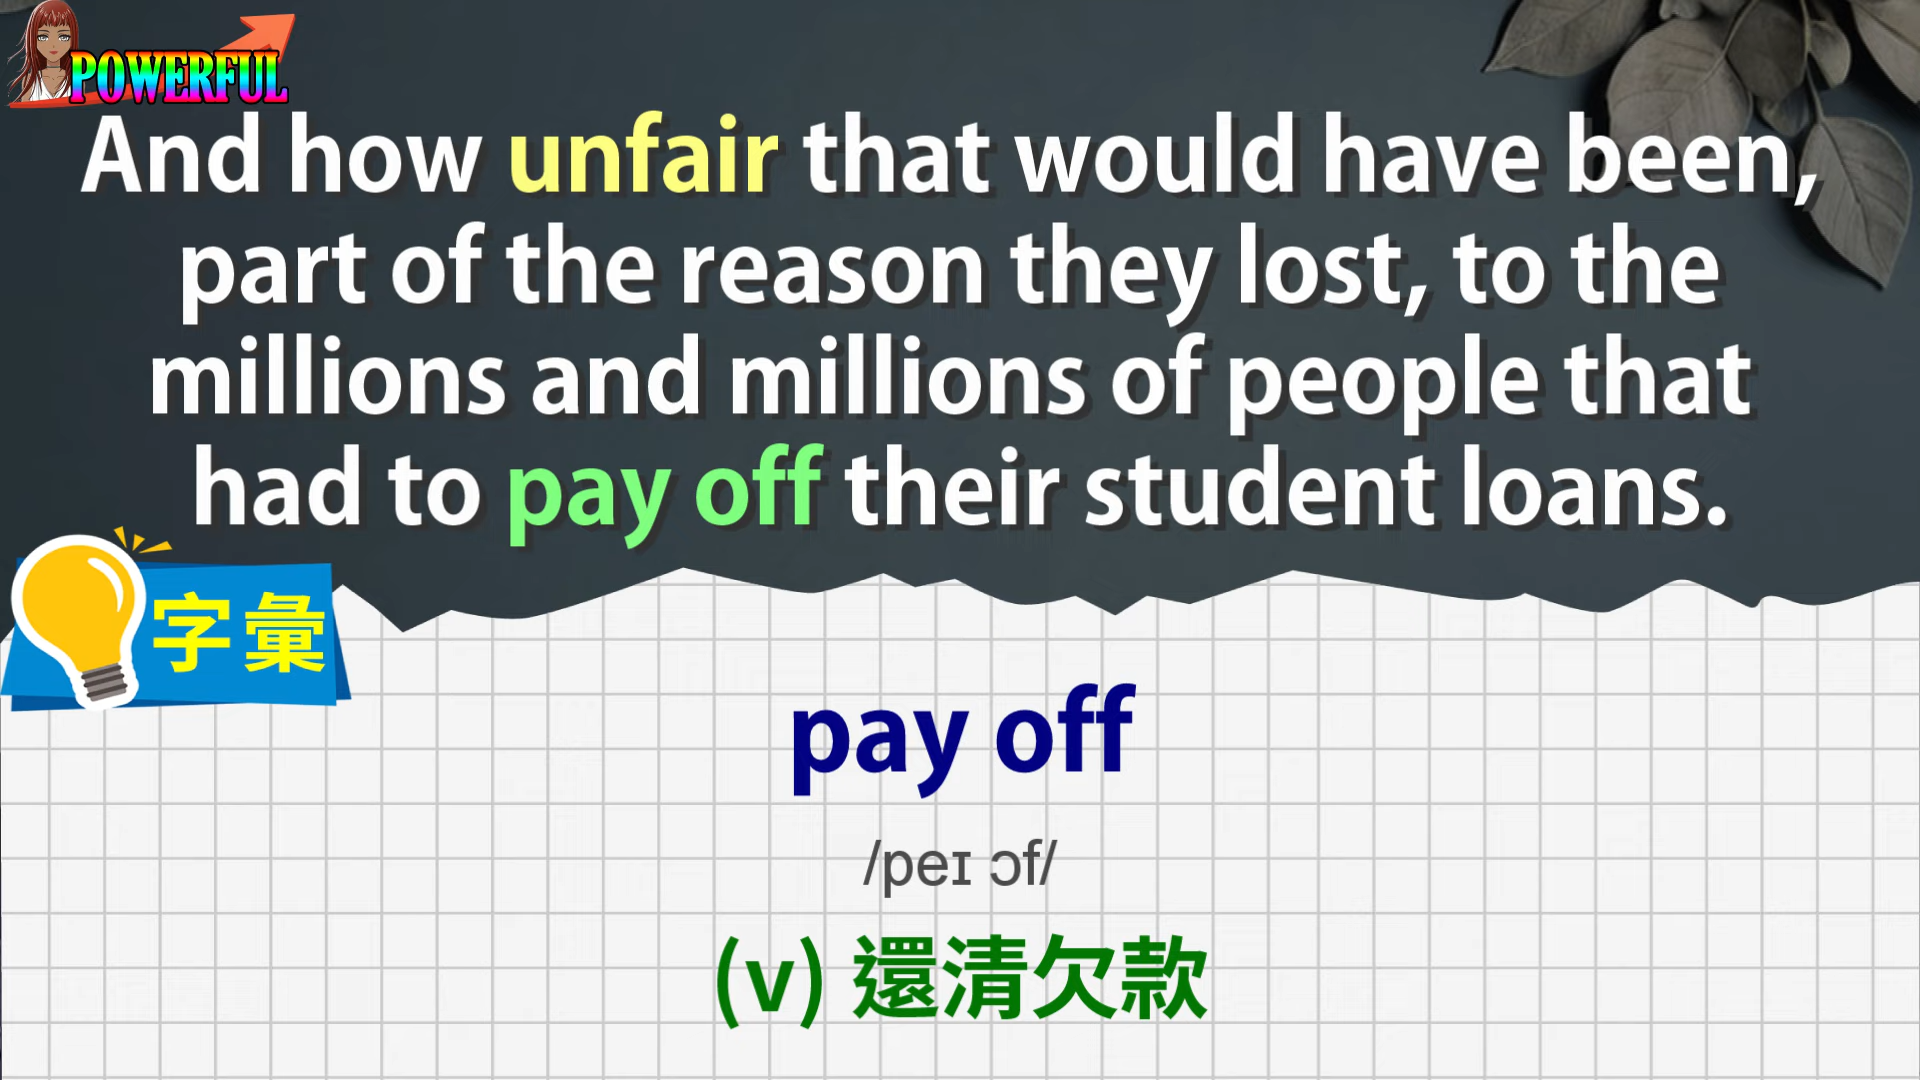 POWERFUL
And how unfair that would have been,
part of the reason they lost, to the
millions and millions of people that
had to pay off their student loans.
字彙
pay off
/peɪ ɔf/
(v) 還清欠款